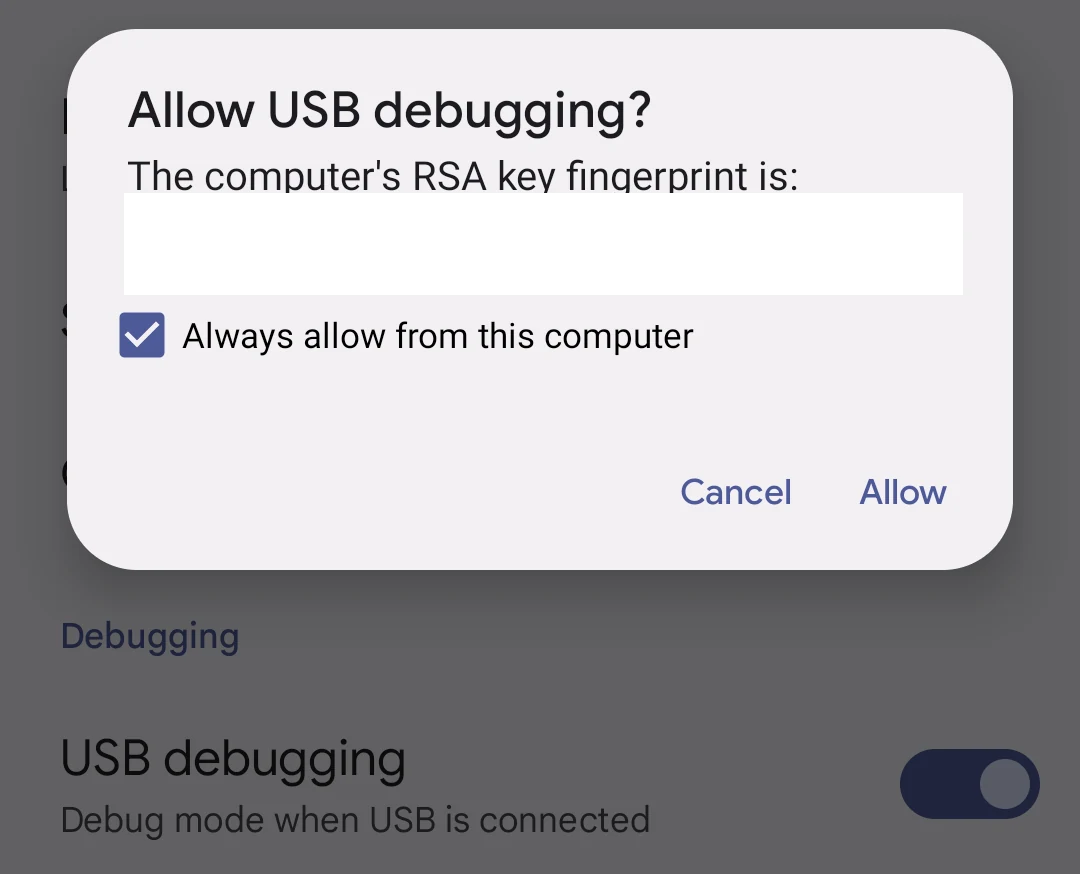 Allow USB debugging?
The computer's RSA key fingerprint is:
Always allow from this computer
Cancel Allow
Debugging
USB debugging
Debug mode when USB is connected